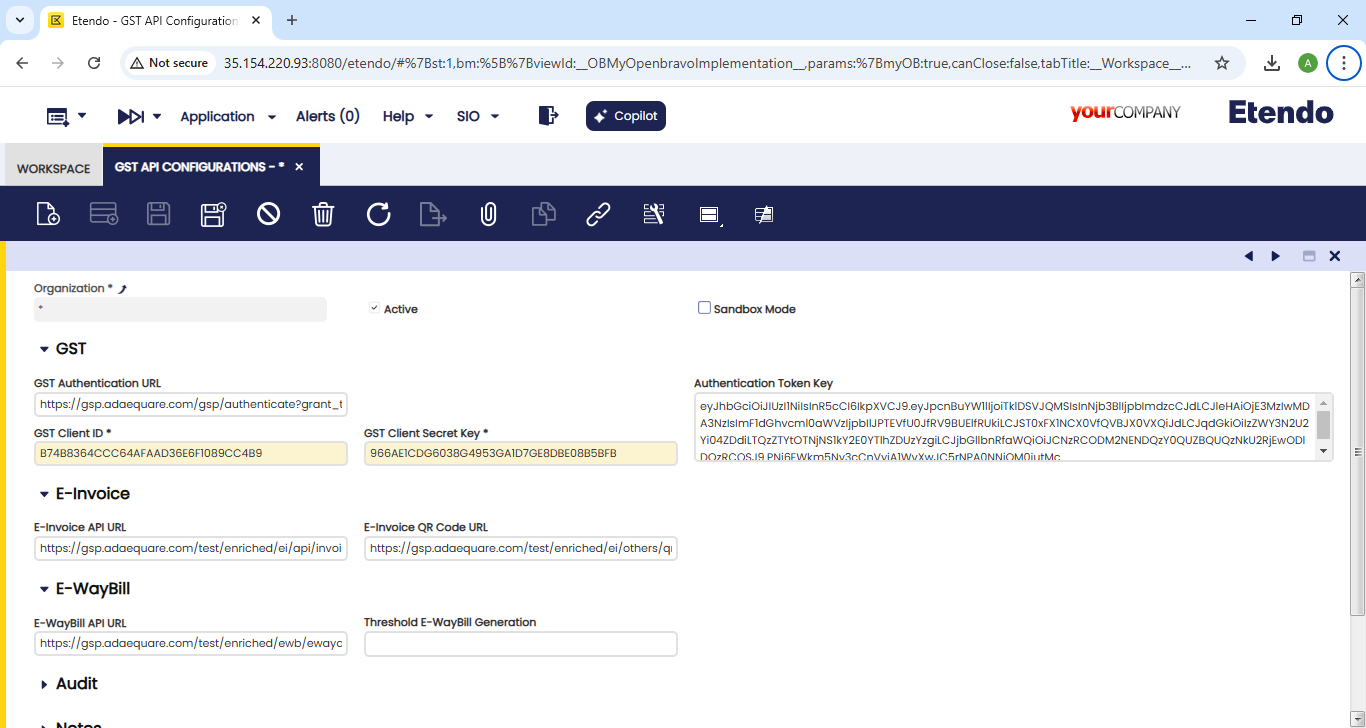 Etendo - GST API Configuration
Not secure
35.154.220.93:8080/etendo/#%7Bst:1,bm:%5B%7BviewId:__OBMyOpenbravoImplementation__,params:%7BmyOB:true,canClose:false,tabTitle:__Workspace__...
A
Application
Alerts (0)
Help
SIO
Copilot
yourCOMPANY
Etendo
WORKSPACE
GST API CONFIGURATIONS - *
Organization *
*
Active
Sandbox Mode
GST
GST Authentication URL
Authentication Token Key
https://gsp.adaequare.com/gsp/authenticate?grant_t
GST Client ID *
GST Client Secret Key *
B74B8364CCC64AFAAD36E6F1089CC4B9
966AE1CDG6038G4953GA1D7GE8DBE08B5BFB
E-Invoice
E-Invoice API URL
E-Invoice QR Code URL
https://gsp.adaequare.com/test/enriched/ei/api/invoi
https://gsp.adaequare.com/test/enriched/ei/others/q
E-WayBill
E-WayBill API URL
Threshold E-WayBill Generation
https://gsp.adaequare.com/test/enriched/ewb/ewayc
Audit
Notes